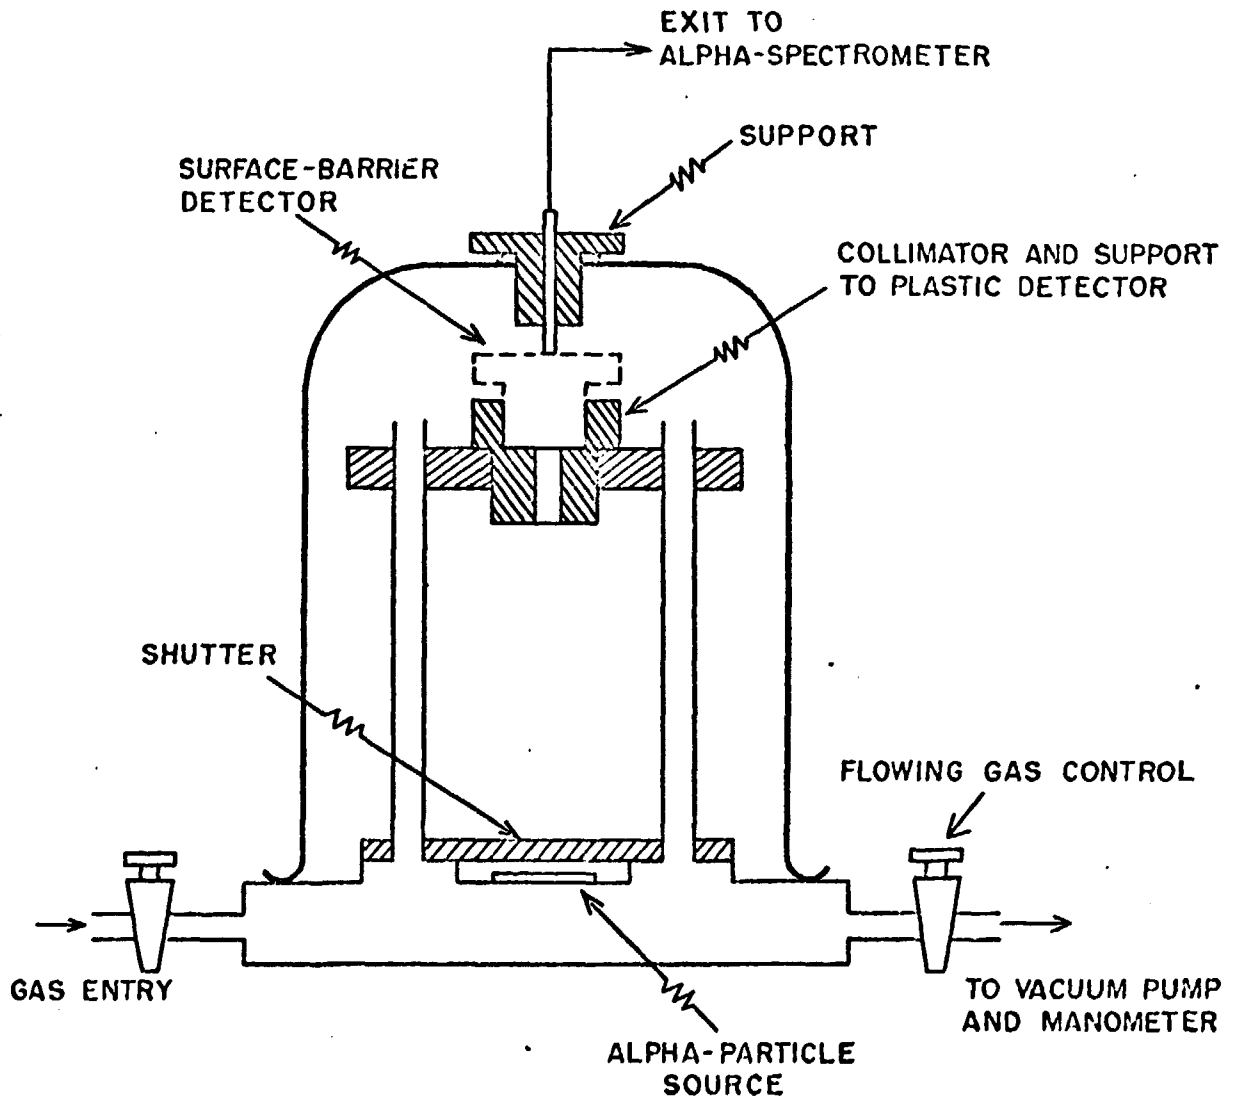 EXIT TO
ALPHA-SPECTROMETER
SUPPORT
SURFACE-BARRIER
DETECTOR
COLLIMATOR AND SUPPORT
TO PLASTIC DETECTOR
SHUTTER
FLOWING GAS CONTROL
GAS ENTRY
TO VACUUM PUMP
AND MANOMETER
ALPHA-PARTICLE
SOURCE